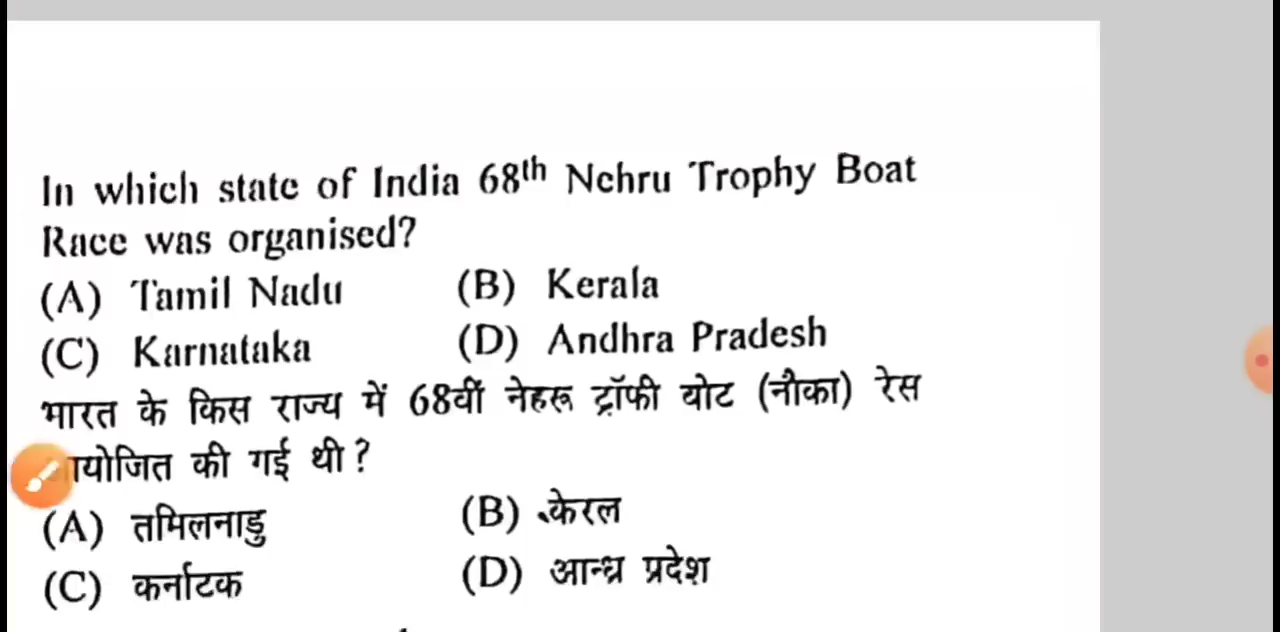 In which state of India 68th Nehru Trophy Boat
Race was organised?
(A) Tamil Nadu (B) Kerala
(C) Karnataka (D) Andhra Pradesh
भारत के किस राज्य में 68वीं नेहरू ट्रॉफी बोट (नौका) रेस
की गई थी ?
(A) तमिलनाडु (B) केरल
(C) कर्नाटक (D) आन्ध्र प्रदेश